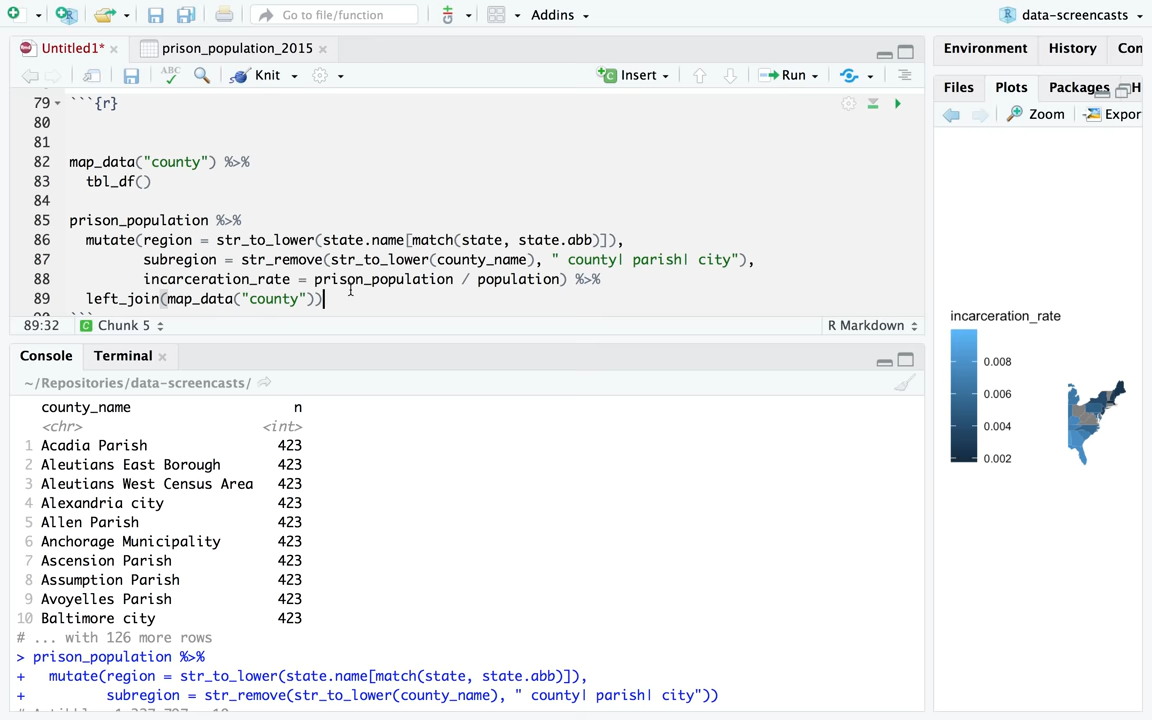 Go to file/function
Addins
data-screencasts
Untitled1*
prison_population_2015
Environment
History
Con
ABC
Knit
Insert
Run
Files
Plots
Packages
H
Zoom
Expor
79 ```{r}
80
81
82 map_data("county") %>%
83 tbl_df()
84
85 prison_population %>%
86 mutate(region = str_to_lower(state.name[match(state, state.abb)]),
87 subregion = str_remove(str_to_lower(county_name), " county| parish| city"),
88 incarceration_rate = prison_population / population) %>%
89 left_join(map_data("county"))
90 ```
89:32
Chunk 5
R Markdown
Console
Terminal
~/Repositories/data-screencasts/
county_name n
<chr> <int>
1 Acadia Parish 423
2 Aleutians East Borough 423
3 Aleutians West Census Area 423
4 Alexandria city 423
5 Allen Parish 423
6 Anchorage Municipality 423
7 Ascension Parish 423
8 Assumption Parish 423
9 Avoyelles Parish 423
10 Baltimore city 423
# ... with 126 more rows
> prison_population %>%
+ mutate(region = str_to_lower(state.name[match(state, state.abb)]),
+ subregion = str_remove(str_to_lower(county_name), " county| parish| city"))
incarceration_rate
0.008
0.006
0.004
0.002